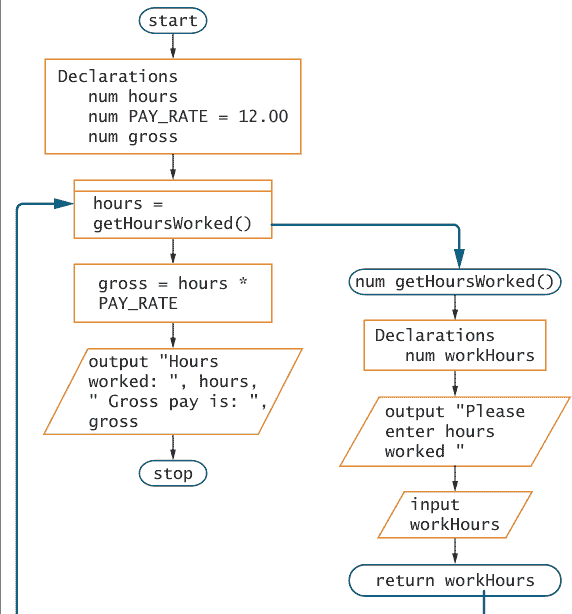 start
Declarations
num hours
num PAY_RATE = 12.00
num gross
hours =
getHoursWorked()
gross = hours *
PAY_RATE
output "Hours
worked: ", hours,
" Gross pay is: ",
gross
stop
num getHoursWorked()
Declarations
num workHours
output "Please
enter hours
worked "
input
workHours
return workHours